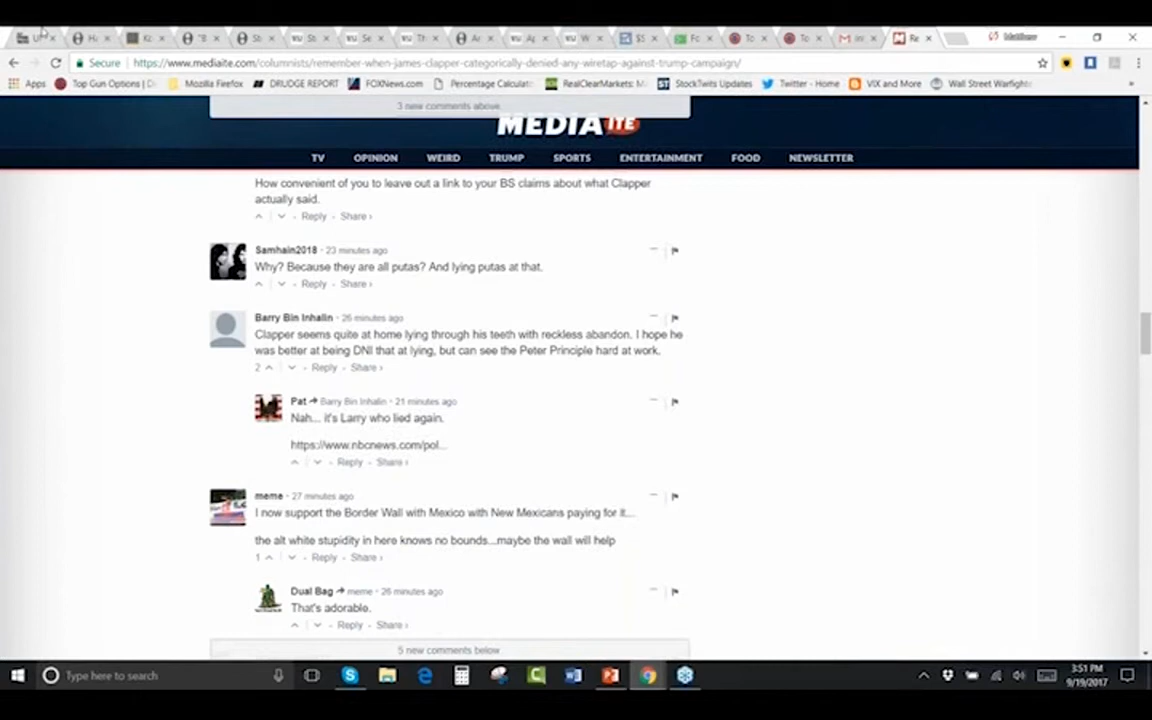 Matthew
Secure
https://www.mediaite.com/columnists/remember-when-james-clapper-categorically-denied-any-wiretap-against-trump-campaign/
Apps Top Gun Options | D Mozilla Firefox DRUDGE REPORT FOXNews.com Percentage Calculat RealClearMarkets: M StockTwits Updates Twitter - Home VIX and More Wall Street Warfighte
3 new comments above.
MEDIAITE
TV OPINION WEIRD TRUMP SPORTS ENTERTAINMENT FOOD NEWSLETTER
How convenient of you to leave out a link to your BS claims about what Clapper
actually said.
Reply Share ›
Samhain2018 · 23 minutes ago
Why? Because they are all putas? And lying putas at that.
Reply Share ›
Barry Bin Inhalin · 26 minutes ago
Clapper seems quite at home lying through his teeth with reckless abandon. I hope he
was better at being DNI that at lying, but can see the Peter Principle hard at work.
2 Reply Share ›
Pat Barry Bin Inhalin · 21 minutes ago
Nah... it's Larry who lied again.
https://www.nbcnews.com/pol...
Reply Share ›
meme · 27 minutes ago
I now support the Border Wall with Mexico with New Mexicans paying for it....
the alt white stupidity in here knows no bounds...maybe the wall will help
1 Reply Share ›
Dual Bag meme · 26 minutes ago
That's adorable.
Reply Share ›
5 new comments below
Type here to search
3:51 PM
9/19/2017